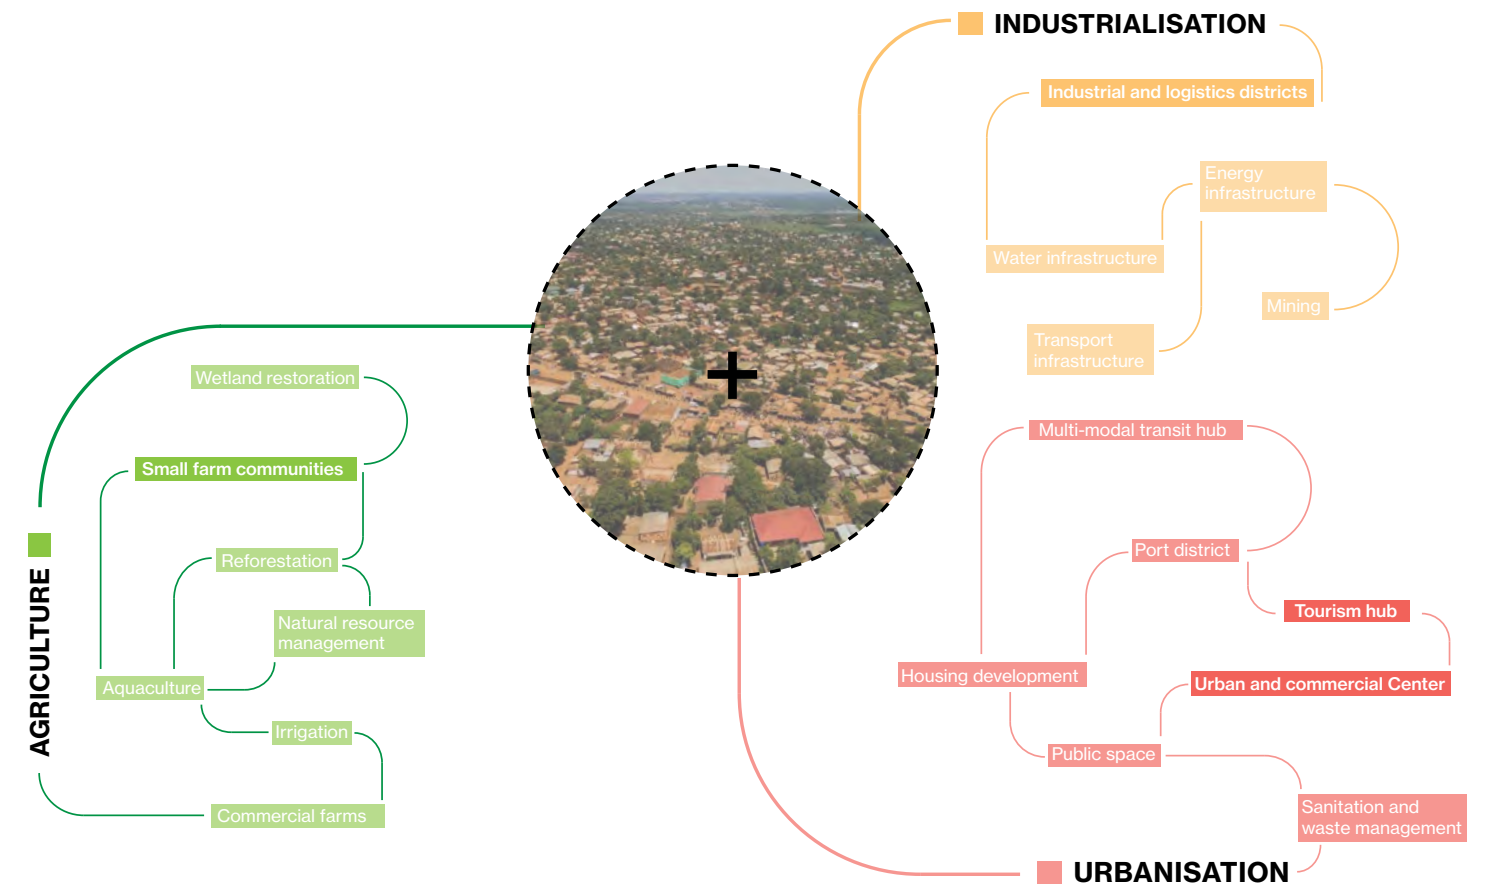 INDUSTRIALISATION
Industrial and logistics districts
Energy
infrastructure
Water infrastructure
Mining
Transport
infrastructure
Wetland restoration
Small farm communities
Reforestation
Natural resource
management
Aquaculture
Irrigation
Commercial farms
AGRICULTURE
Multi-modal transit hub
Port district
Tourism hub
Housing development
Urban and commercial Center
Public space
Sanitation and
waste management
URBANISATION